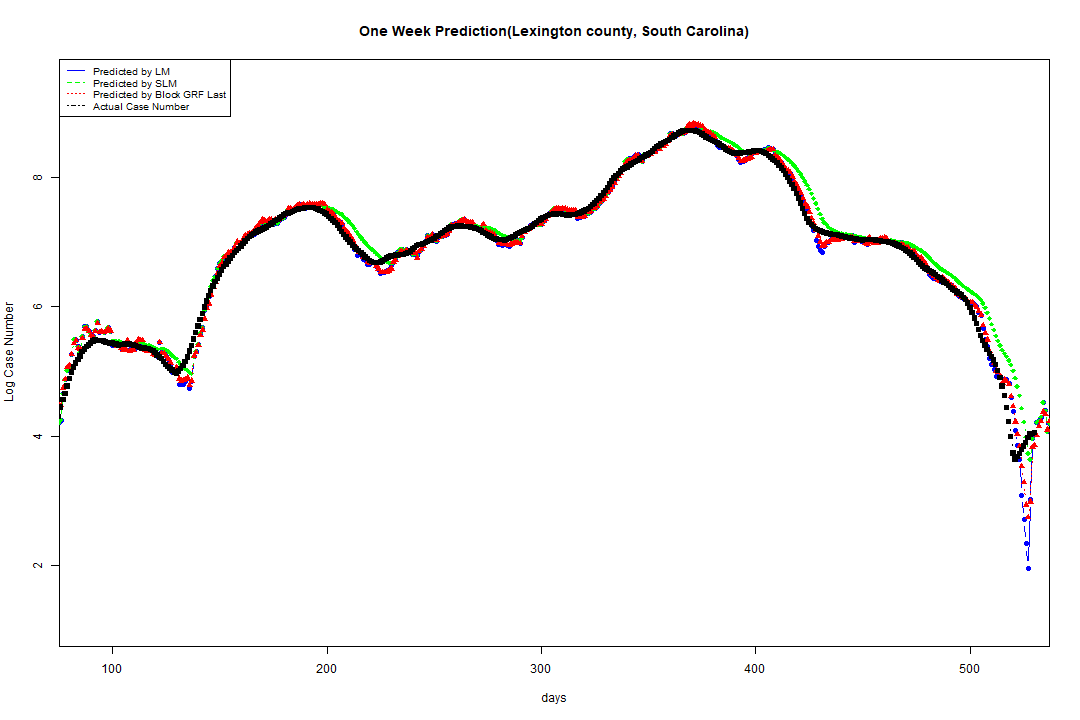 One Week Prediction(Lexington county, South Carolina)
Predicted by LM
Predicted by SLM
Predicted by Block GRF Last
Actual Case Number
Log Case Number
8
6
4
2
100 200 300 400 500
days